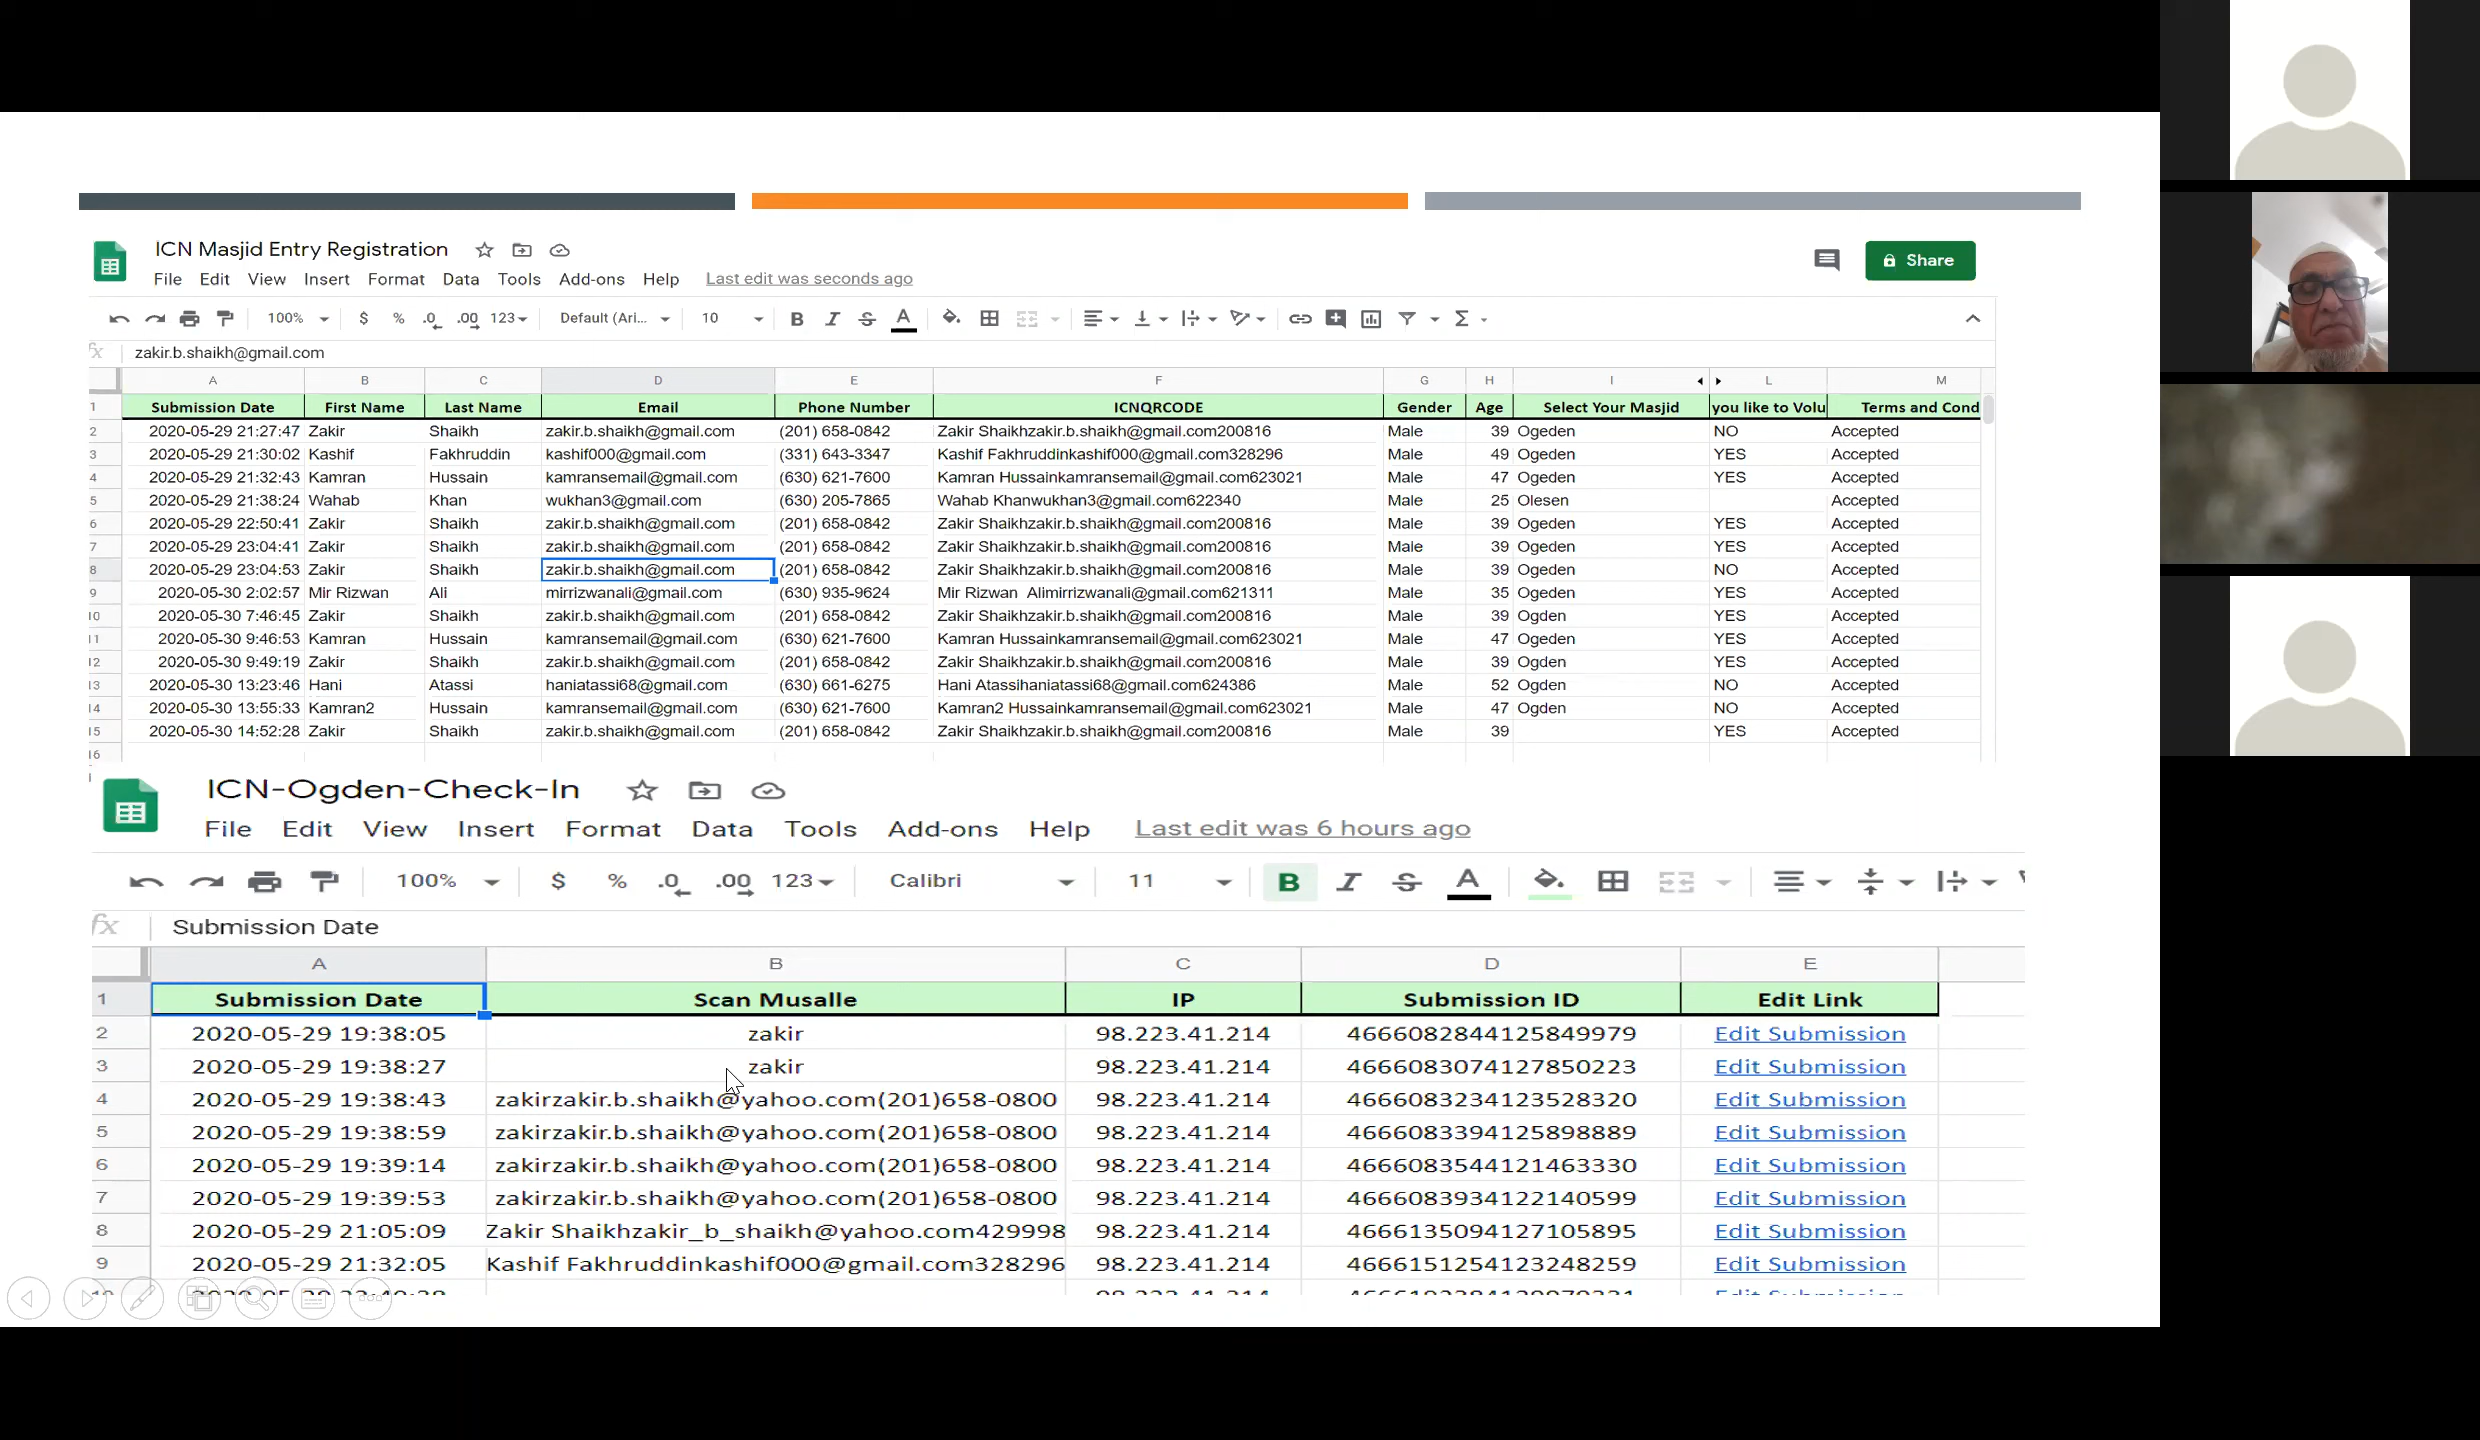 ICN Masjid Entry Registration
Share
File Edit View Insert Format Data Tools Add-ons Help Last edit was seconds ago
100% $ % .0 .00 123 Default (Ari... 10 B I S A
fx zakir.b.shaikh@gmail.com
A B C D E F G H I L M
1 Submission Date First Name Last Name Email Phone Number ICNQRCODE Gender Age Select Your Masjid you like to Volu Terms and Cond
2 2020-05-29 21:27:47 Zakir Shaikh zakir.b.shaikh@gmail.com (201) 658-0842 Zakir Shaikhzakir.b.shaikh@gmail.com200816 Male 39 Ogeden NO Accepted
3 2020-05-29 21:30:02 Kashif Fakhruddin kashif000@gmail.com (331) 643-3347 Kashif Fakhruddinkashif000@gmail.com328296 Male 49 Ogeden YES Accepted
4 2020-05-29 21:32:43 Kamran Hussain kamransemail@gmail.com (630) 621-7600 Kamran Hussainkamransemail@gmail.com623021 Male 47 Ogeden YES Accepted
5 2020-05-29 21:38:24 Wahab Khan wukhan3@gmail.com (630) 205-7865 Wahab Khanwukhan3@gmail.com622340 Male 25 Olesen Accepted
6 2020-05-29 22:50:41 Zakir Shaikh zakir.b.shaikh@gmail.com (201) 658-0842 Zakir Shaikhzakir.b.shaikh@gmail.com200816 Male 39 Ogeden YES Accepted
7 2020-05-29 23:04:41 Zakir Shaikh zakir.b.shaikh@gmail.com (201) 658-0842 Zakir Shaikhzakir.b.shaikh@gmail.com200816 Male 39 Ogeden YES Accepted
8 2020-05-29 23:04:53 Zakir Shaikh zakir.b.shaikh@gmail.com (201) 658-0842 Zakir Shaikhzakir.b.shaikh@gmail.com200816 Male 39 Ogeden NO Accepted
9 2020-05-30 2:02:57 Mir Rizwan Ali mirrizwanali@gmail.com (630) 935-9624 Mir Rizwan Alimirrizwanali@gmail.com621311 Male 35 Ogeden YES Accepted
10 2020-05-30 7:46:45 Zakir Shaikh zakir.b.shaikh@gmail.com (201) 658-0842 Zakir Shaikhzakir.b.shaikh@gmail.com200816 Male 39 Ogden YES Accepted
11 2020-05-30 9:46:53 Kamran Hussain kamransemail@gmail.com (630) 621-7600 Kamran Hussainkamransemail@gmail.com623021 Male 47 Ogeden YES Accepted
12 2020-05-30 9:49:19 Zakir Shaikh zakir.b.shaikh@gmail.com (201) 658-0842 Zakir Shaikhzakir.b.shaikh@gmail.com200816 Male 39 Ogden YES Accepted
13 2020-05-30 13:23:46 Hani Atassi haniatassi68@gmail.com (630) 661-6275 Hani Atassihaniatassi68@gmail.com624386 Male 52 Ogden NO Accepted
14 2020-05-30 13:55:33 Kamran2 Hussain kamransemail@gmail.com (630) 621-7600 Kamran2 Hussainkamransemail@gmail.com623021 Male 47 Ogden NO Accepted
15 2020-05-30 14:52:28 Zakir Shaikh zakir.b.shaikh@gmail.com (201) 658-0842 Zakir Shaikhzakir.b.shaikh@gmail.com200816 Male 39 YES Accepted
16
ICN-Ogden-Check-In
File Edit View Insert Format Data Tools Add-ons Help Last edit was 6 hours ago
100% $ % .0 .00 123 Calibri 11 B I S A
fx Submission Date
A B C D E
1 Submission Date Scan Musalle IP Submission ID Edit Link
2 2020-05-29 19:38:05 zakir 98.223.41.214 4666082844125849979 Edit Submission
3 2020-05-29 19:38:27 zakir 98.223.41.214 4666083074127850223 Edit Submission
4 2020-05-29 19:38:43 zakirzakir.b.shaikh@yahoo.com(201)658-0800 98.223.41.214 4666083234123528320 Edit Submission
5 2020-05-29 19:38:59 zakirzakir.b.shaikh@yahoo.com(201)658-0800 98.223.41.214 4666083394125898889 Edit Submission
6 2020-05-29 19:39:14 zakirzakir.b.shaikh@yahoo.com(201)658-0800 98.223.41.214 4666083544121463330 Edit Submission
7 2020-05-29 19:39:53 zakirzakir.b.shaikh@yahoo.com(201)658-0800 98.223.41.214 4666083934122140599 Edit Submission
8 2020-05-29 21:05:09 Zakir Shaikhzakir_b_shaikh@yahoo.com429998 98.223.41.214 4666135094127105895 Edit Submission
9 2020-05-29 21:32:05 Kashif Fakhruddinkashif000@gmail.com328296 98.223.41.214 4666151254123248259 Edit Submission